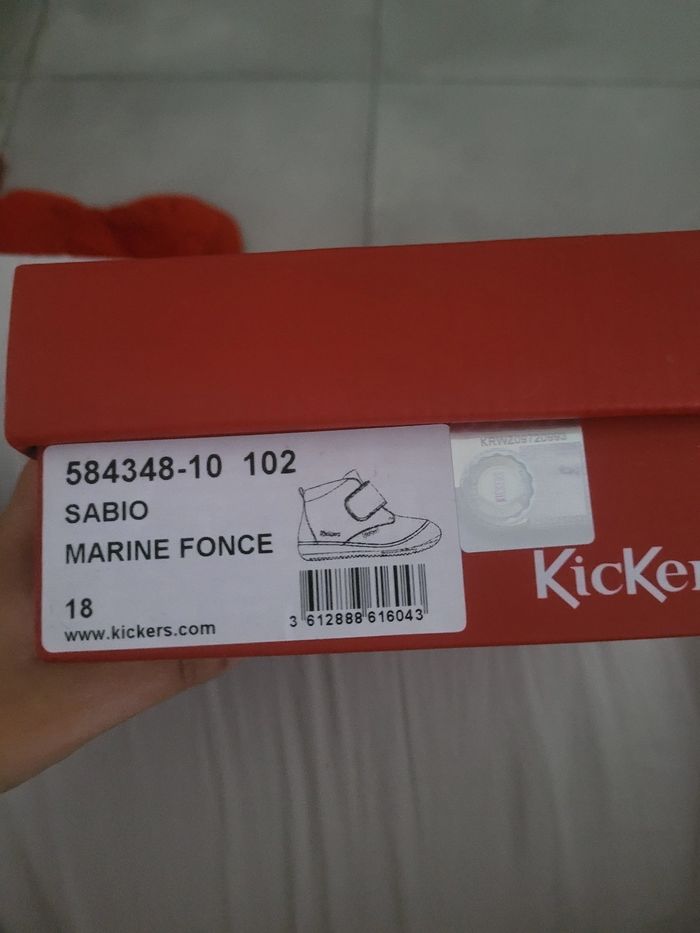 584348-10 102
SABIO
MARINE FONCE
18
www.kickers.com
3 612888 616043
KicKer